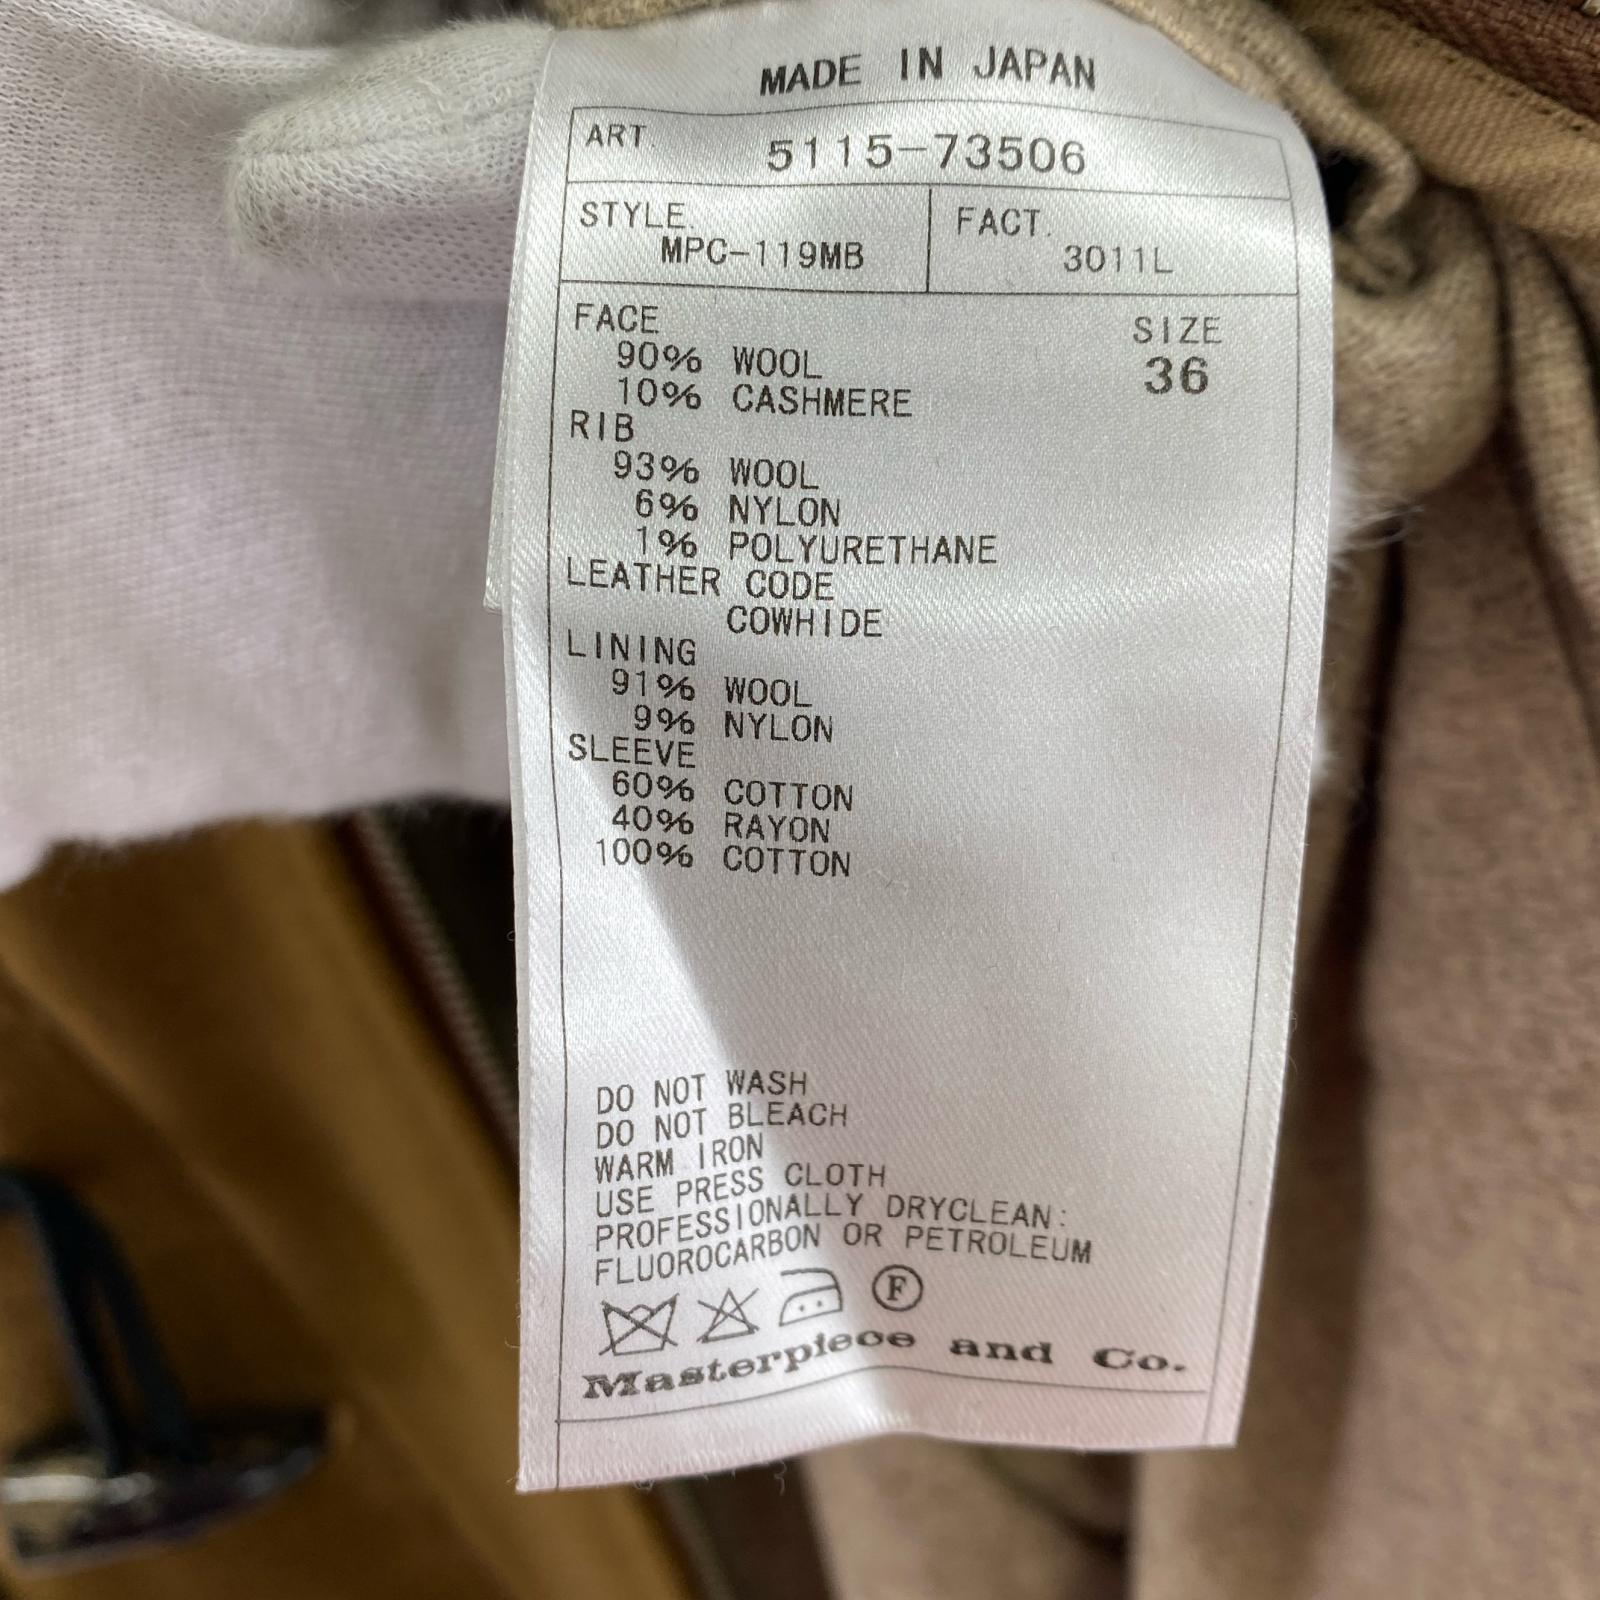 MADE IN JAPAN
ART. 5115-73506
STYLE. FACT.
MPC-119MB 3011L
FACE SIZE
90% WOOL 36
10% CASHMERE
RIB
93% WOOL
6% NYLON
1% POLYURETHANE
LEATHER CODE
COWHIDE
LINING
91% WOOL
9% NYLON
SLEEVE
60% COTTON
40% RAYON
100% COTTON
DO NOT WASH
DO NOT BLEACH
WARM IRON
USE PRESS CLOTH
PROFESSIONALLY DRYCLEAN:
FLUOROCARBON OR PETROLEUM
F
Masterpiece and Co.